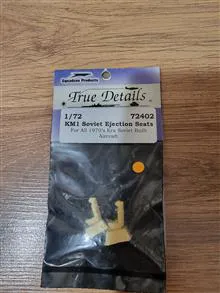 Squadron Products
True Details
1/72 72402
KM1 Soviet Ejection Seats
For All 1970's Era Soviet Built
Aircraft